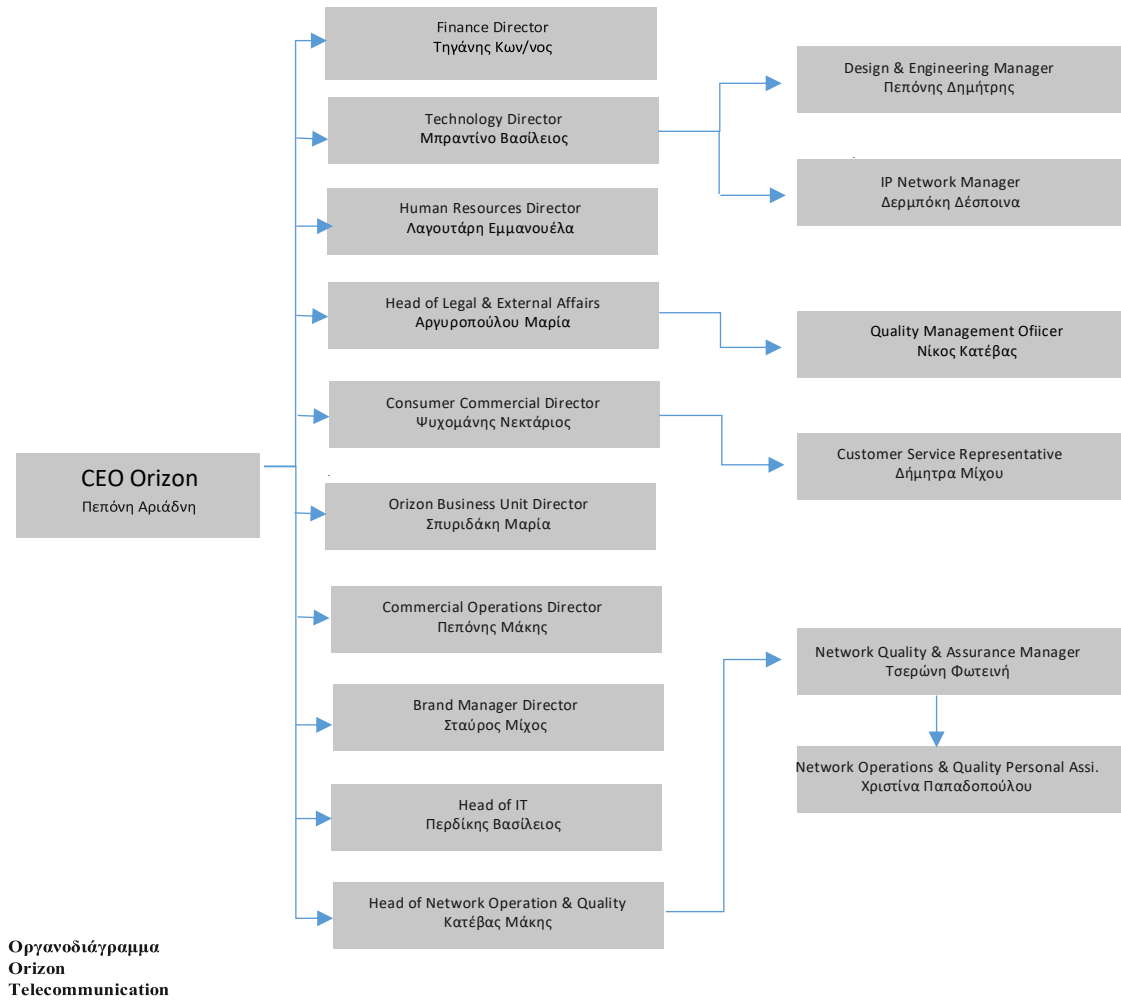 Finance Director
Τηγάνης Κων/νος
Technology Director
Μπραντίνο Βασίλειος
Human Resources Director
Λαγουτάρη Εμμανουέλα
Head of Legal & External Affairs
Αργυροπούλου Μαρία
Consumer Commercial Director
Ψυχομάνης Νεκτάριος
CEO Orizon
Πεπόνη Αριάδνη
Orizon Business Unit Director
Σπυριδάκη Μαρία
Commercial Operations Director
Πεπόνης Μάκης
Brand Manager Director
Σταύρος Μίχος
Head of IT
Περδίκης Βασίλειος
Head of Network Operation & Quality
Κατέβας Μάκης
Design & Engineering Manager
Πεπόνης Δημήτρης
IP Network Manager
Δερμπόκη Δέσποινα
Quality Management Ofiicer
Νίκος Κατέβας
Customer Service Representative
Δήμητρα Μίχου
Network Quality & Assurance Manager
Τσερώνη Φωτεινή
Network Operations & Quality Personal Assi.
Χριστίνα Παπαδοπούλου
Οργανοδιάγραμμα
Orizon
Telecommunication